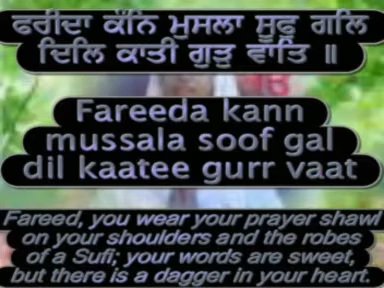 ਫਰੀਦਾ ਕੰਨਿ ਮੁਸਲਾ ਸੂਫੁ ਗਲਿ
ਦਿਲਿ ਕਾਤੀ ਗੁੜੁ ਵਾਤਿ ॥
Fareeda kann
mussala soof gal
dil kaatee gurr vaat
Fareed, you wear your prayer shawl
on your shoulders and the robes
of a Sufi; your words are sweet,
but there is a dagger in your heart.